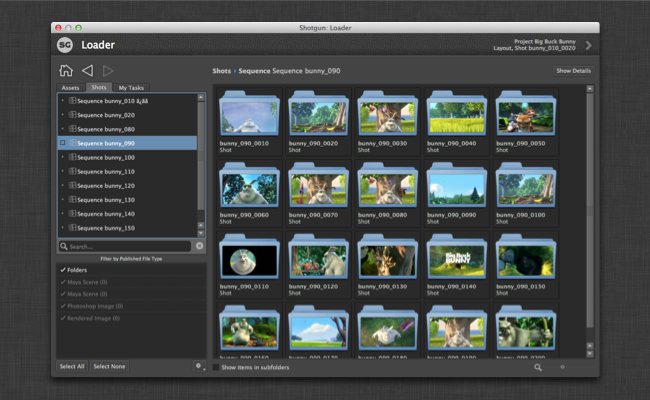 Shotgun: Loader
SG
Loader
Project Big Buck Bunny
Layout, Shot bunny_010_0020
Shots › Sequence Sequence bunny_090
Show Details
Assets
Shots
My Tasks
Sequence bunny_010
Sequence bunny_020
Sequence bunny_080
Sequence bunny_090
Sequence bunny_100
Sequence bunny_110
Sequence bunny_120
Sequence bunny_130
Sequence bunny_140
Sequence bunny_150
Search...
Filter by Published File Type
Folders
Maya Scene (0)
Maya Scene (0)
Photoshop Image (0)
Rendered Image (0)
Select All
Select None
bunny_090_0010
Shot
bunny_090_0020
Shot
bunny_090_0030
Shot
bunny_090_0040
Shot
bunny_090_0050
Shot
bunny_090_0060
Shot
bunny_090_0070
Shot
bunny_090_0080
Shot
bunny_090_0090
Shot
bunny_090_0100
Shot
bunny_090_0110
Shot
bunny_090_0120
Shot
bunny_090_0130
Shot
BIG BUCK
BUNNY
bunny_090_0140
Shot
bunny_090_0150
Shot
bunny_090_0160
bunny_090_0170
bunny_090_0180
bunny_090_0190
bunny_090_0200
Show items in subfolders